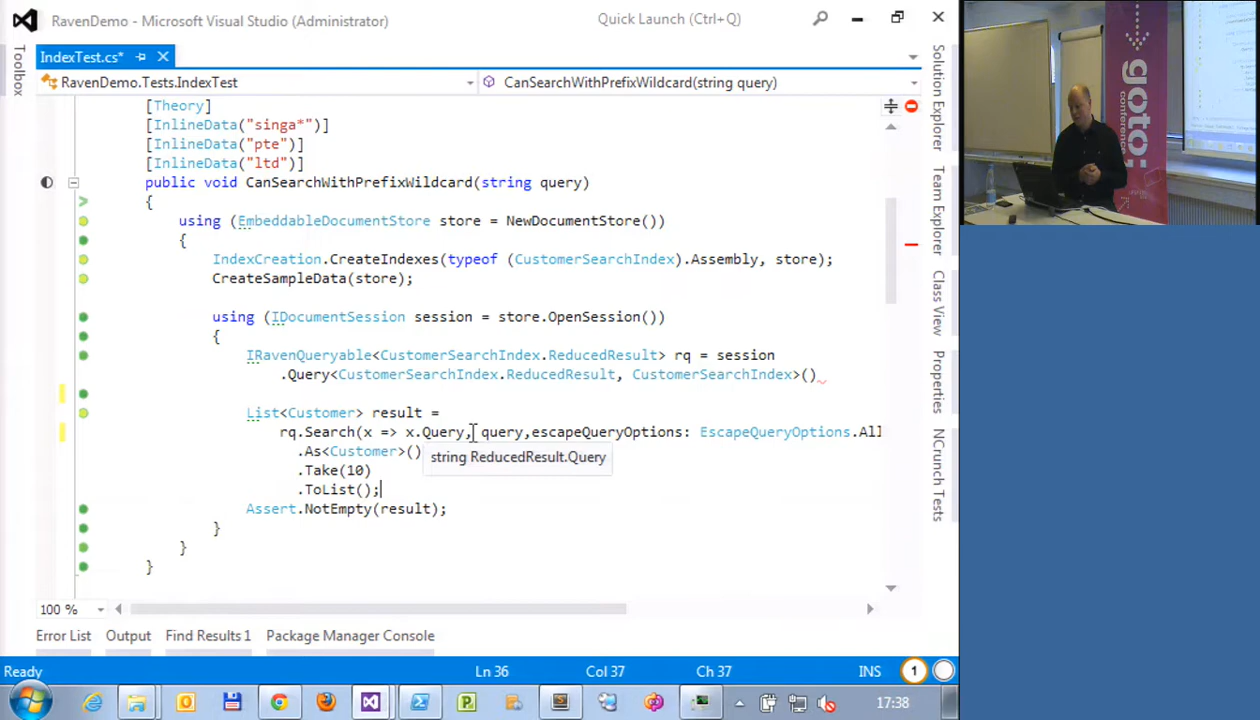 RavenDemo - Microsoft Visual Studio (Administrator)
Quick Launch (Ctrl+Q)
IndexTest.cs*
RavenDemo.Tests.IndexTest
CanSearchWithPrefixWildcard(string query)
[Theory]
[InlineData("singa*")]
[InlineData("pte")]
[InlineData("ltd")]
public void CanSearchWithPrefixWildcard(string query)
{
using (EmbeddableDocumentStore store = NewDocumentStore())
{
IndexCreation.CreateIndexes(typeof (CustomerSearchIndex).Assembly, store);
CreateSampleData(store);
using (IDocumentSession session = store.OpenSession())
{
IRavenQueryable<CustomerSearchIndex.ReducedResult> rq = session
.Query<CustomerSearchIndex.ReducedResult, CustomerSearchIndex>()
List<Customer> result =
rq.Search(x => x.Query, query,escapeQueryOptions: EscapeQueryOptions.All
.As<Customer>()
string ReducedResult.Query
.Take(10)
.ToList();
Assert.NotEmpty(result);
}
}
}
100 %
Error List
Output
Find Results 1
Package Manager Console
Ready
Ln 36
Col 37
Ch 37
INS
1
17:38
Toolbox
Solution Explorer
Team Explorer
Class View
Properties
NCrunch Tests
goto;
conference